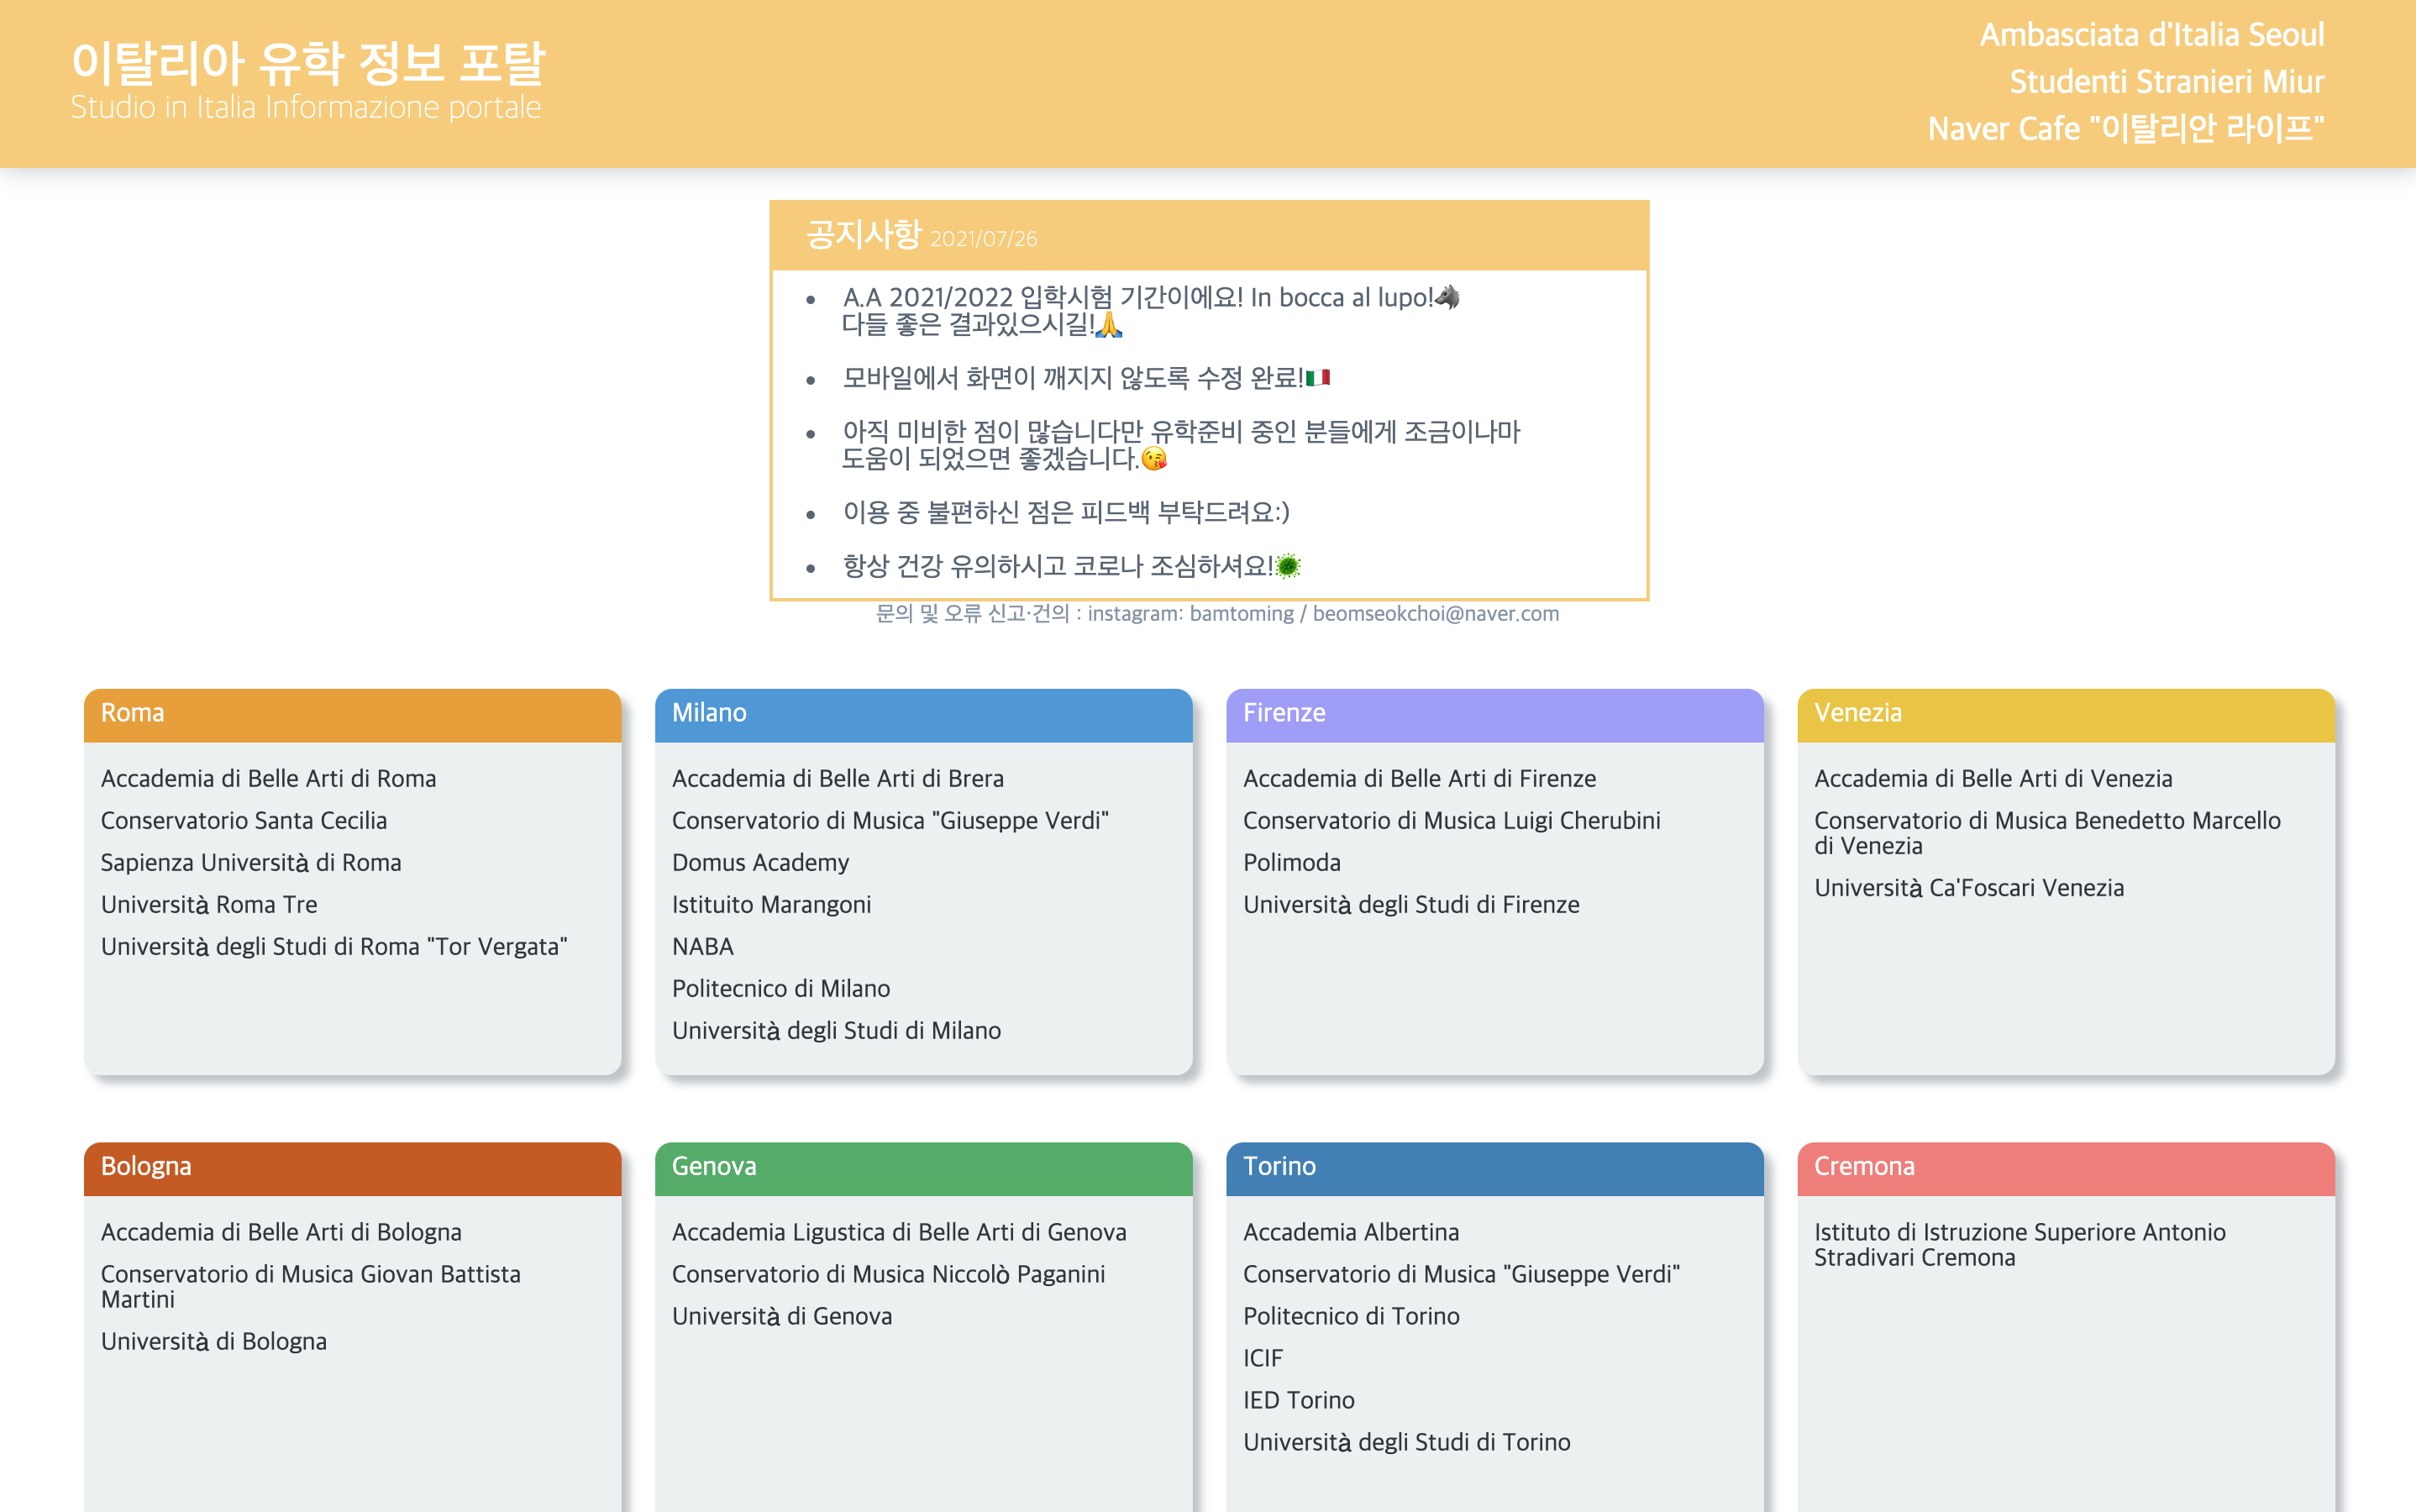 이탈리아 유학 정보 포탈
Studio in Italia Informazione portale
Ambasciata d'Italia Seoul
Studenti Stranieri Miur
Naver Cafe "이탈리안 라이프"
공지사항 2021/07/26
A.A 2021/2022 입학시험 기간이에요! In bocca al lupo!🐺
다들 좋은 결과있으시길!🙏
모바일에서 화면이 깨지지 않도록 수정 완료!🇮🇹
아직 미비한 점이 많습니다만 유학준비 중인 분들에게 조금이나마
도움이 되었으면 좋겠습니다.😘
이용 중 불편하신 점은 피드백 부탁드려요:)
항상 건강 유의하시고 코로나 조심하셔요!🦠
문의 및 오류 신고·건의 : instagram: bamtoming / beomseokchoi@naver.com
Roma
Accademia di Belle Arti di Roma
Conservatorio Santa Cecilia
Sapienza Università di Roma
Università Roma Tre
Università degli Studi di Roma "Tor Vergata"
Milano
Accademia di Belle Arti di Brera
Conservatorio di Musica "Giuseppe Verdi"
Domus Academy
Istituito Marangoni
NABA
Politecnico di Milano
Università degli Studi di Milano
Firenze
Accademia di Belle Arti di Firenze
Conservatorio di Musica Luigi Cherubini
Polimoda
Università degli Studi di Firenze
Venezia
Accademia di Belle Arti di Venezia
Conservatorio di Musica Benedetto Marcello
di Venezia
Università Ca'Foscari Venezia
Bologna
Accademia di Belle Arti di Bologna
Conservatorio di Musica Giovan Battista
Martini
Università di Bologna
Genova
Accademia Ligustica di Belle Arti di Genova
Conservatorio di Musica Niccolò Paganini
Università di Genova
Torino
Accademia Albertina
Conservatorio di Musica "Giuseppe Verdi"
Politecnico di Torino
ICIF
IED Torino
Università degli Studi di Torino
Cremona
Istituto di Istruzione Superiore Antonio
Stradivari Cremona